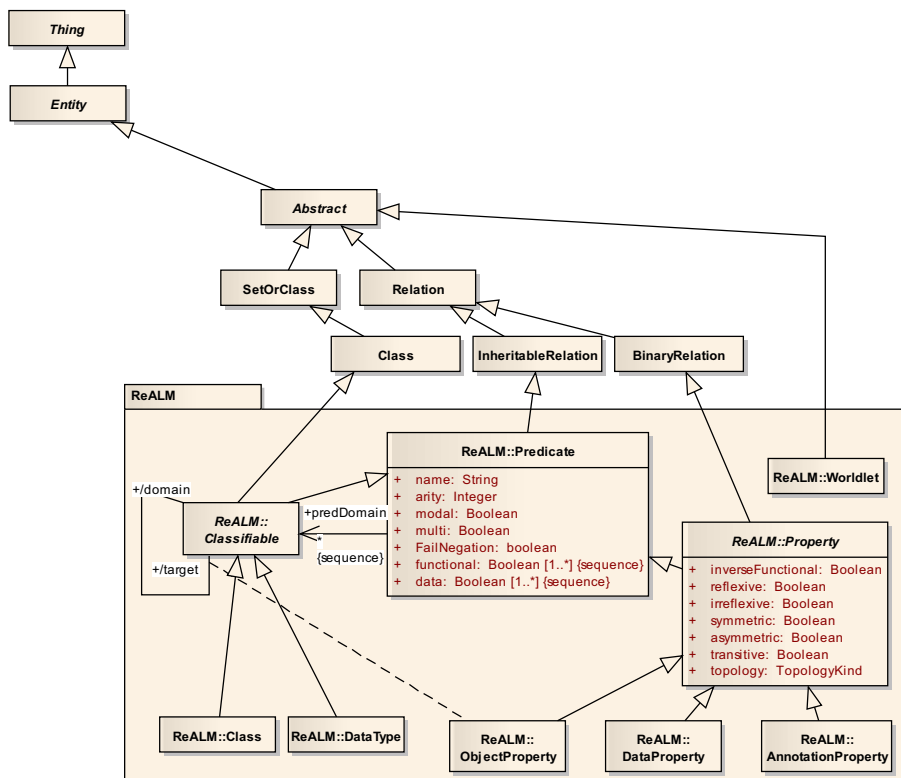 Thing
Entity
Abstract
SetOrClass
Relation
Class
InheritableRelation
BinaryRelation
ReALM
ReALM::Predicate
+ name: String
+ arity: Integer
+ modal: Boolean
+ multi: Boolean
+ FailNegation: boolean
+ functional: Boolean [1..*] {sequence}
+ data: Boolean [1..*] {sequence}
ReALM::Worldlet
+/domain
ReALM::
Classifiable
+predDomain
*
{sequence}
+/target
ReALM::Property
+ inverseFunctional: Boolean
+ reflexive: Boolean
+ irreflexive: Boolean
+ symmetric: Boolean
+ asymmetric: Boolean
+ transitive: Boolean
+ topology: TopologyKind
ReALM::Class
ReALM::DataType
ReALM::
ObjectProperty
ReALM::
DataProperty
ReALM::
AnnotationProperty